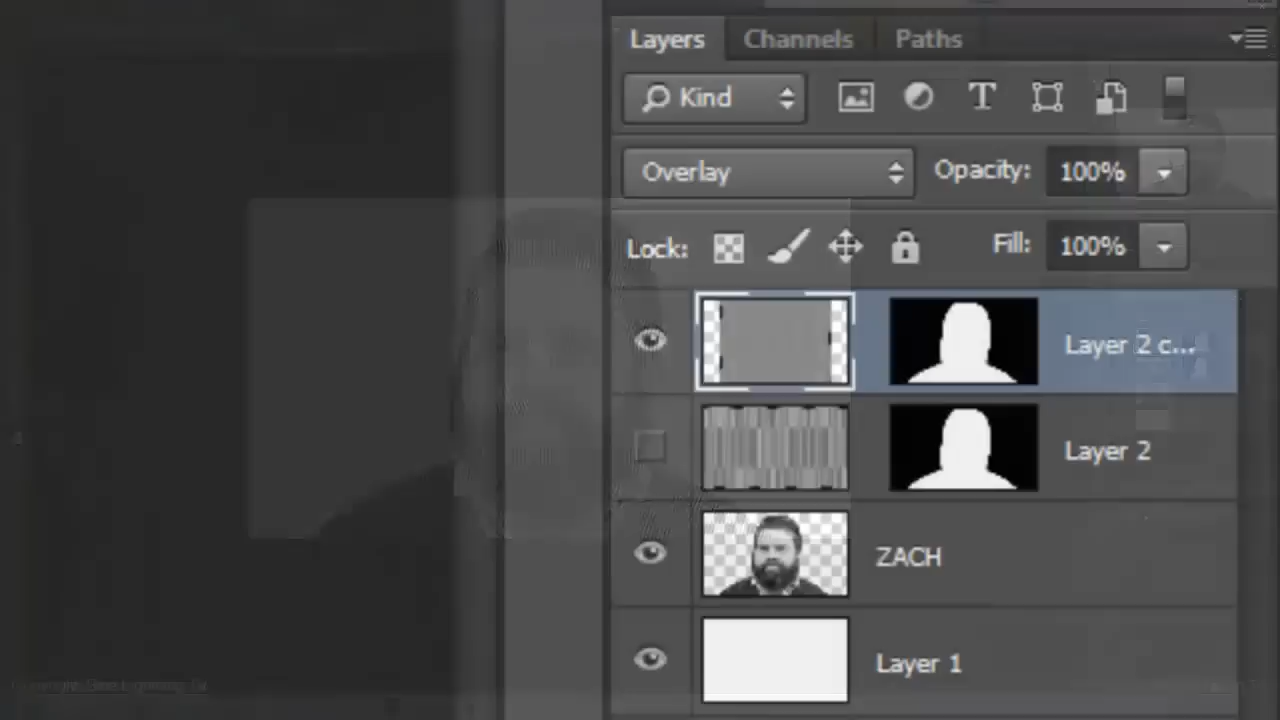 Layers Channels Paths
Kind
Overlay Opacity: 100%
Lock: Fill: 100%
Layer 2 c...
Layer 2
ZACH
Layer 1